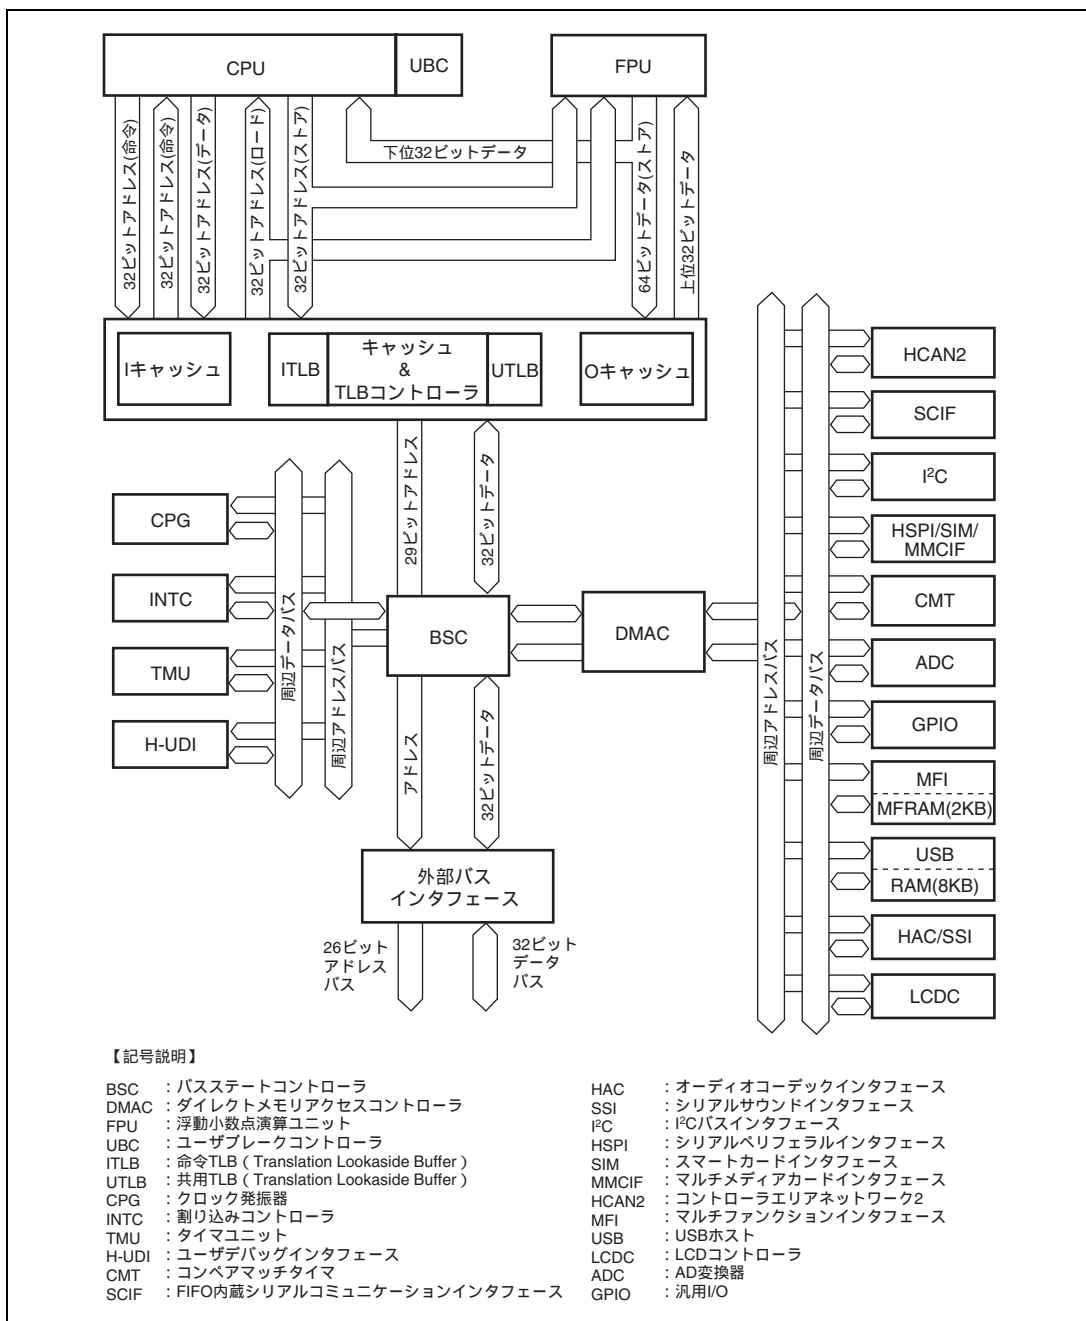 CPU
UBC
FPU
32ビットアドレス(命令)
32ビットアドレス(命令)
32ビットアドレス(データ)
32ビットアドレス(ロード)
32ビットアドレス(ストア)
下位32ビットデータ
64ビットデータ(ストア)
上位32ビットデータ
Iキャッシュ
ITLB
キャッシュ
&
TLBコントローラ
UTLB
Oキャッシュ
29ビットアドレス
32ビットデータ
CPG
INTC
TMU
H-UDI
周辺データバス
周辺アドレスバス
BSC
DMAC
アドレス
32ビットデータ
外部バス
インタフェース
26ビット
アドレス
バス
32ビット
データ
バス
周辺アドレスバス
周辺データバス
HCAN2
SCIF
I²C
HSPI/SIM/
MMCIF
CMT
ADC
GPIO
MFI
MFRAM(2KB)
USB
RAM(8KB)
HAC/SSI
LCDC
【記号説明】
BSC :バスステートコントローラ
DMAC :ダイレクトメモリアクセスコントローラ
FPU :浮動小数点演算ユニット
UBC :ユーザブレークコントローラ
ITLB :命令TLB(Translation Lookaside Buffer)
UTLB :共用TLB(Translation Lookaside Buffer)
CPG :クロック発振器
INTC :割り込みコントローラ
TMU :タイマユニット
H-UDI :ユーザデバッグインタフェース
CMT :コンペアマッチタイマ
SCIF :FIFO内蔵シリアルコミュニケーションインタフェース
HAC :オーディオコーデックインタフェース
SSI :シリアルサウンドインタフェース
I²C :I²Cバスインタフェース
HSPI :シリアルペリフェラルインタフェース
SIM :スマートカードインタフェース
MMCIF :マルチメディアカードインタフェース
HCAN2 :コントローラエリアネットワーク2
MFI :マルチファンクションインタフェース
USB :USBホスト
LCDC :LCDコントローラ
ADC :AD変換器
GPIO :汎用I/O